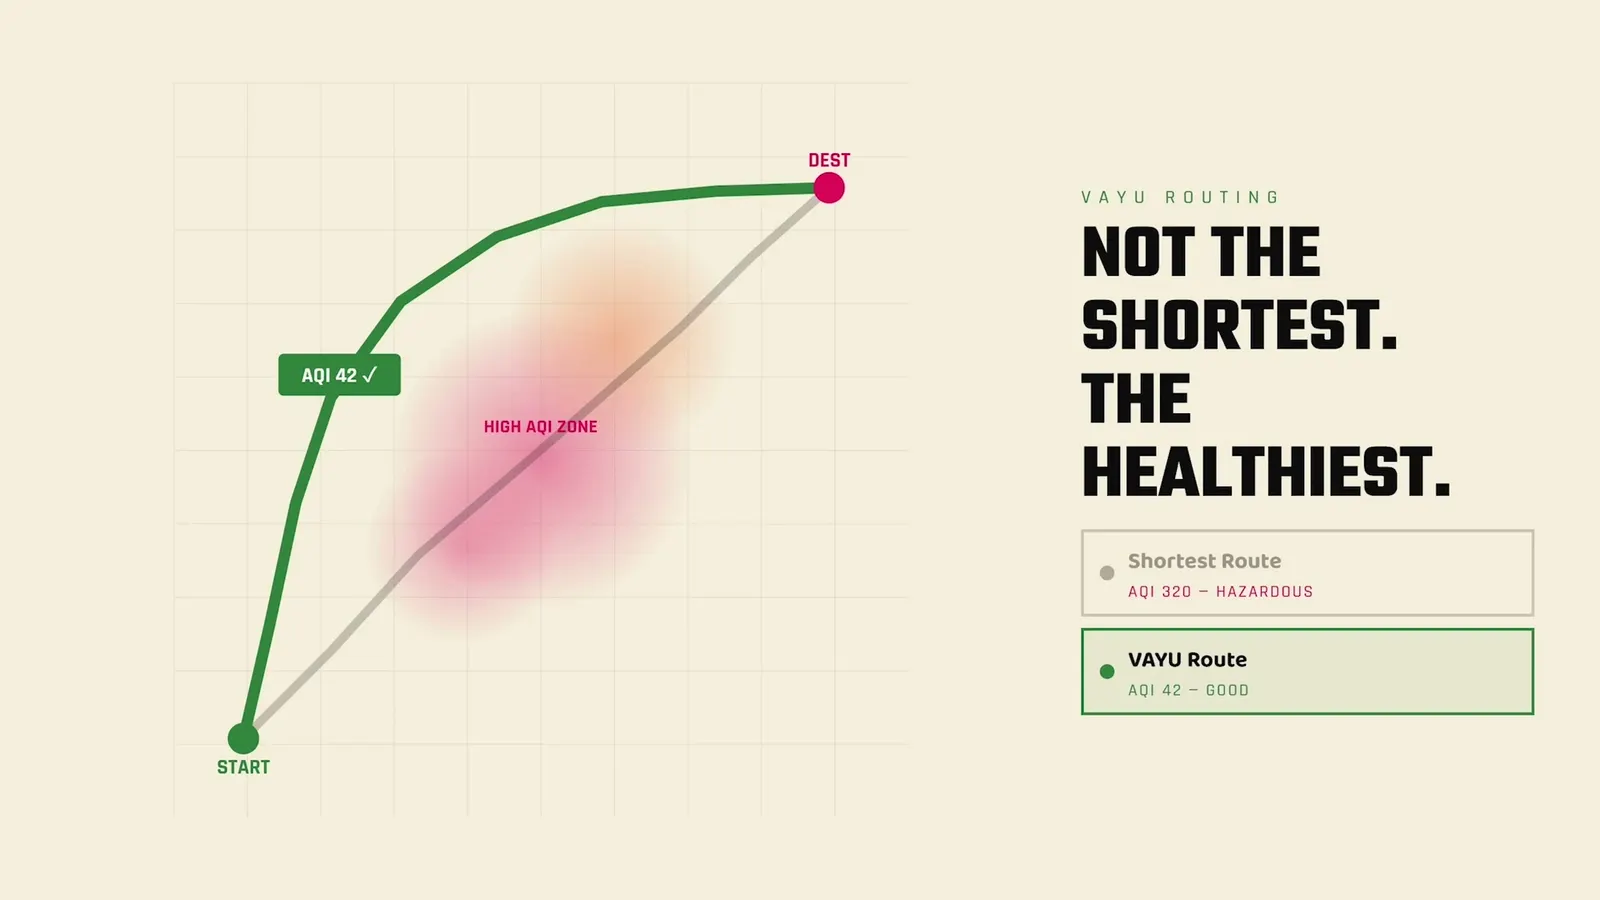 DEST
AQI 42 ✓
HIGH AQI ZONE
START
VAYU ROUTING
NOT THE
SHORTEST.
THE
HEALTHIEST.
Shortest Route
AQI 320 – HAZARDOUS
VAYU Route
AQI 42 – GOOD